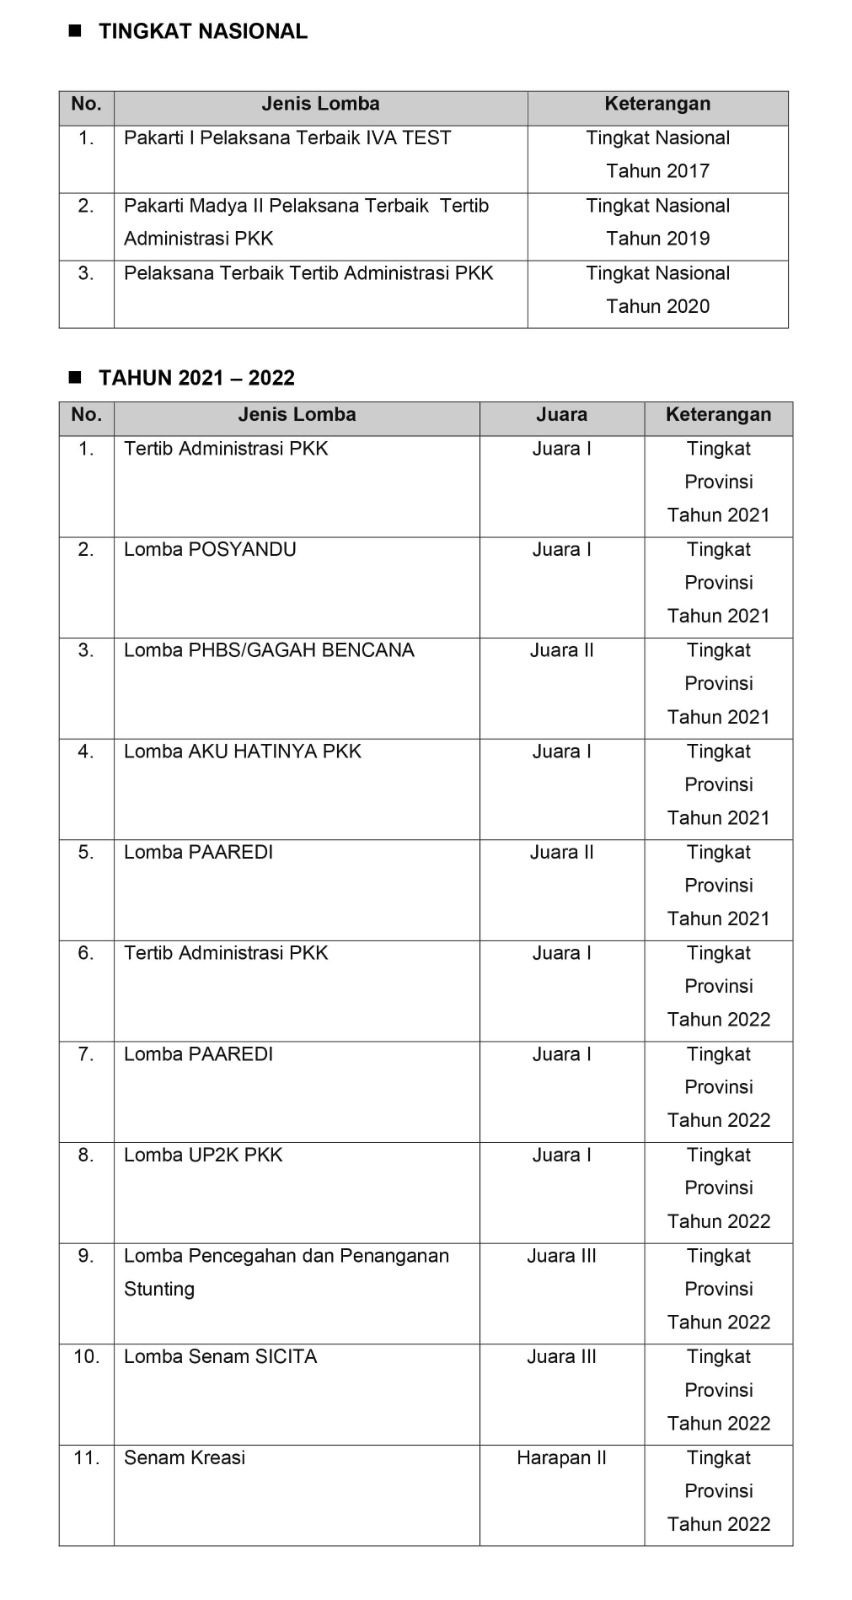 TINGKAT NASIONAL
No. Jenis Lomba Keterangan
1. Pakarti I Pelaksana Terbaik IVA TEST Tingkat Nasional
Tahun 2017
2. Pakarti Madya II Pelaksana Terbaik Tertib Tingkat Nasional
Administrasi PKK Tahun 2019
3. Pelaksana Terbaik Tertib Administrasi PKK Tingkat Nasional
Tahun 2020
TAHUN 2021 – 2022
No. Jenis Lomba Juara Keterangan
1. Tertib Administrasi PKK Juara I Tingkat
Provinsi
Tahun 2021
2. Lomba POSYANDU Juara I Tingkat
Provinsi
Tahun 2021
3. Lomba PHBS/GAGAH BENCANA Juara II Tingkat
Provinsi
Tahun 2021
4. Lomba AKU HATINYA PKK Juara I Tingkat
Provinsi
Tahun 2021
5. Lomba PAAREDI Juara II Tingkat
Provinsi
Tahun 2021
6. Tertib Administrasi PKK Juara I Tingkat
Provinsi
Tahun 2022
7. Lomba PAAREDI Juara I Tingkat
Provinsi
Tahun 2022
8. Lomba UP2K PKK Juara I Tingkat
Provinsi
Tahun 2022
9. Lomba Pencegahan dan Penanganan Juara III Tingkat
Stunting Provinsi
Tahun 2022
10. Lomba Senam SICITA Juara III Tingkat
Provinsi
Tahun 2022
11. Senam Kreasi Harapan II Tingkat
Provinsi
Tahun 2022